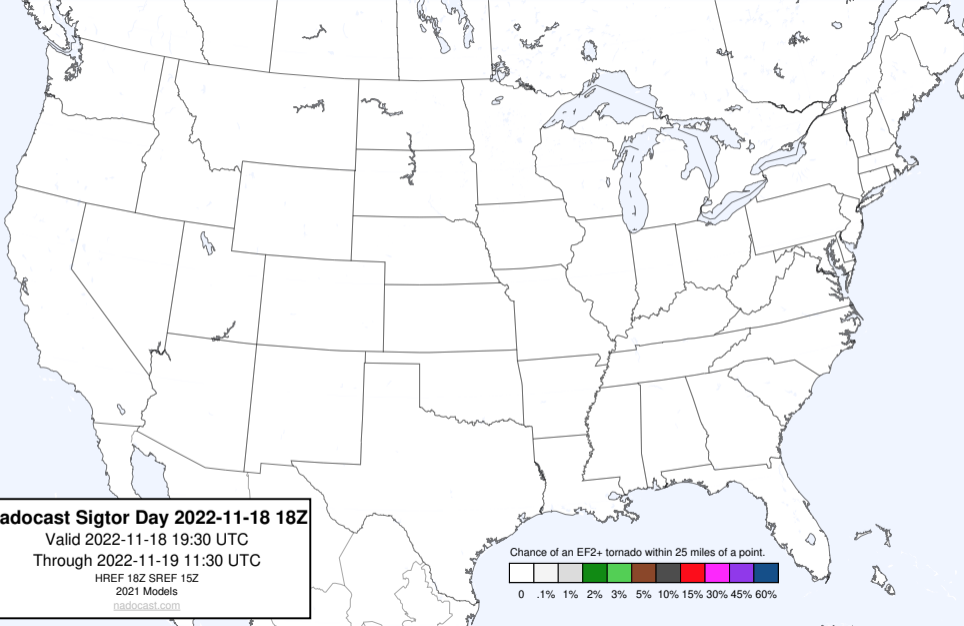 adocast Sigtor Day 2022-11-18 18Z
Valid 2022-11-18 19:30 UTC
Through 2022-11-19 11:30 UTC
HREF 18Z SREF 15Z
2021 Models
nadocast.com
Chance of an EF2+ tornado within 25 miles of a point.
0 .1% 1% 2% 3% 5% 10% 15% 30% 45% 60%